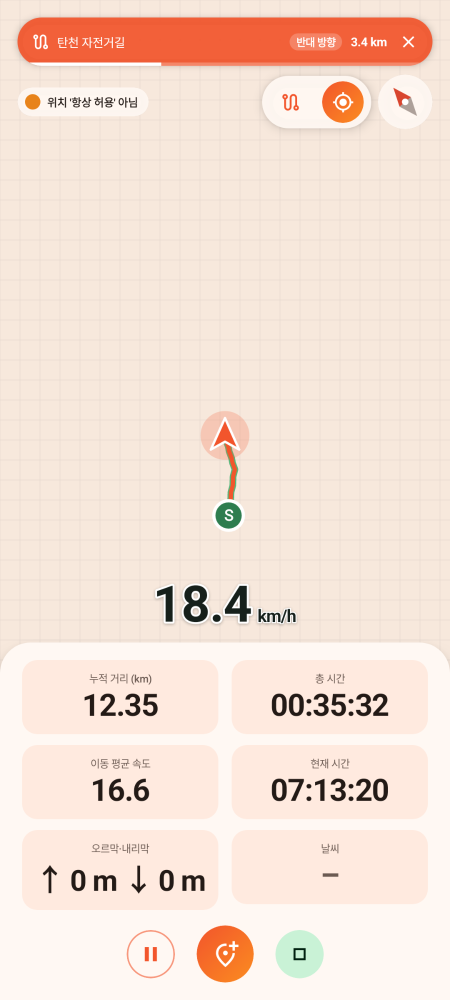 탄천 자전거길 반대 방향 3.4 km
위치 '항상 허용' 아님
S
18.4 km/h
누적 거리 (km)
12.35
총 시간
00:35:32
이동 평균 속도
16.6
현재 시간
07:13:20
오르막·내리막
↑ 0 m ↓ 0 m
날씨
–